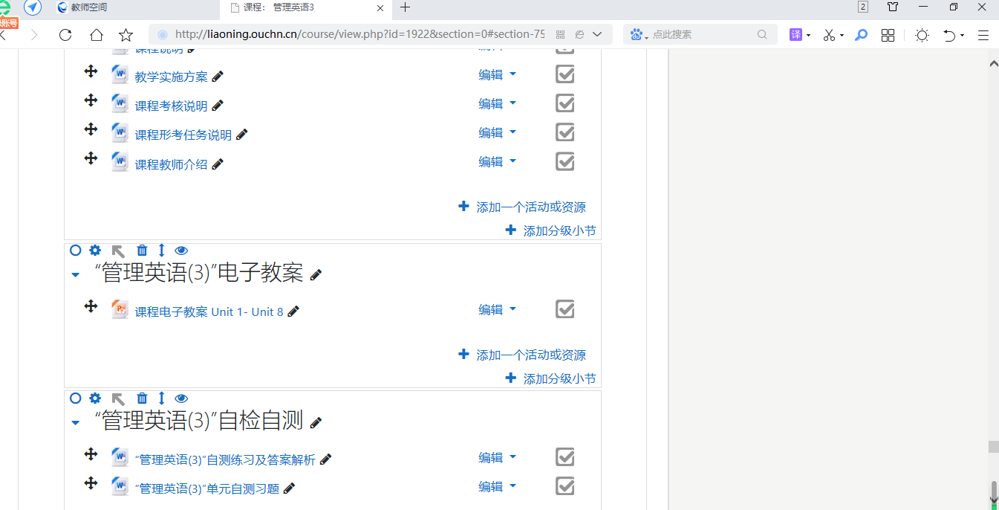 教师空间
课程： 管理英语3
2
账号
http://liaoning.ouchn.cn/course/view.php?id=1922&section=0#section-75
点此搜索
译
课程说明
教学实施方案 编辑
课程考核说明 编辑
课程形考任务说明 编辑
课程教师介绍 编辑
添加一个活动或资源
添加分级小节
“管理英语(3)”电子教案
课程电子教案 Unit 1- Unit 8 编辑
添加一个活动或资源
添加分级小节
“管理英语(3)”自检自测
“管理英语(3)”自测练习及答案解析 编辑
“管理英语(3)”单元自测习题 编辑